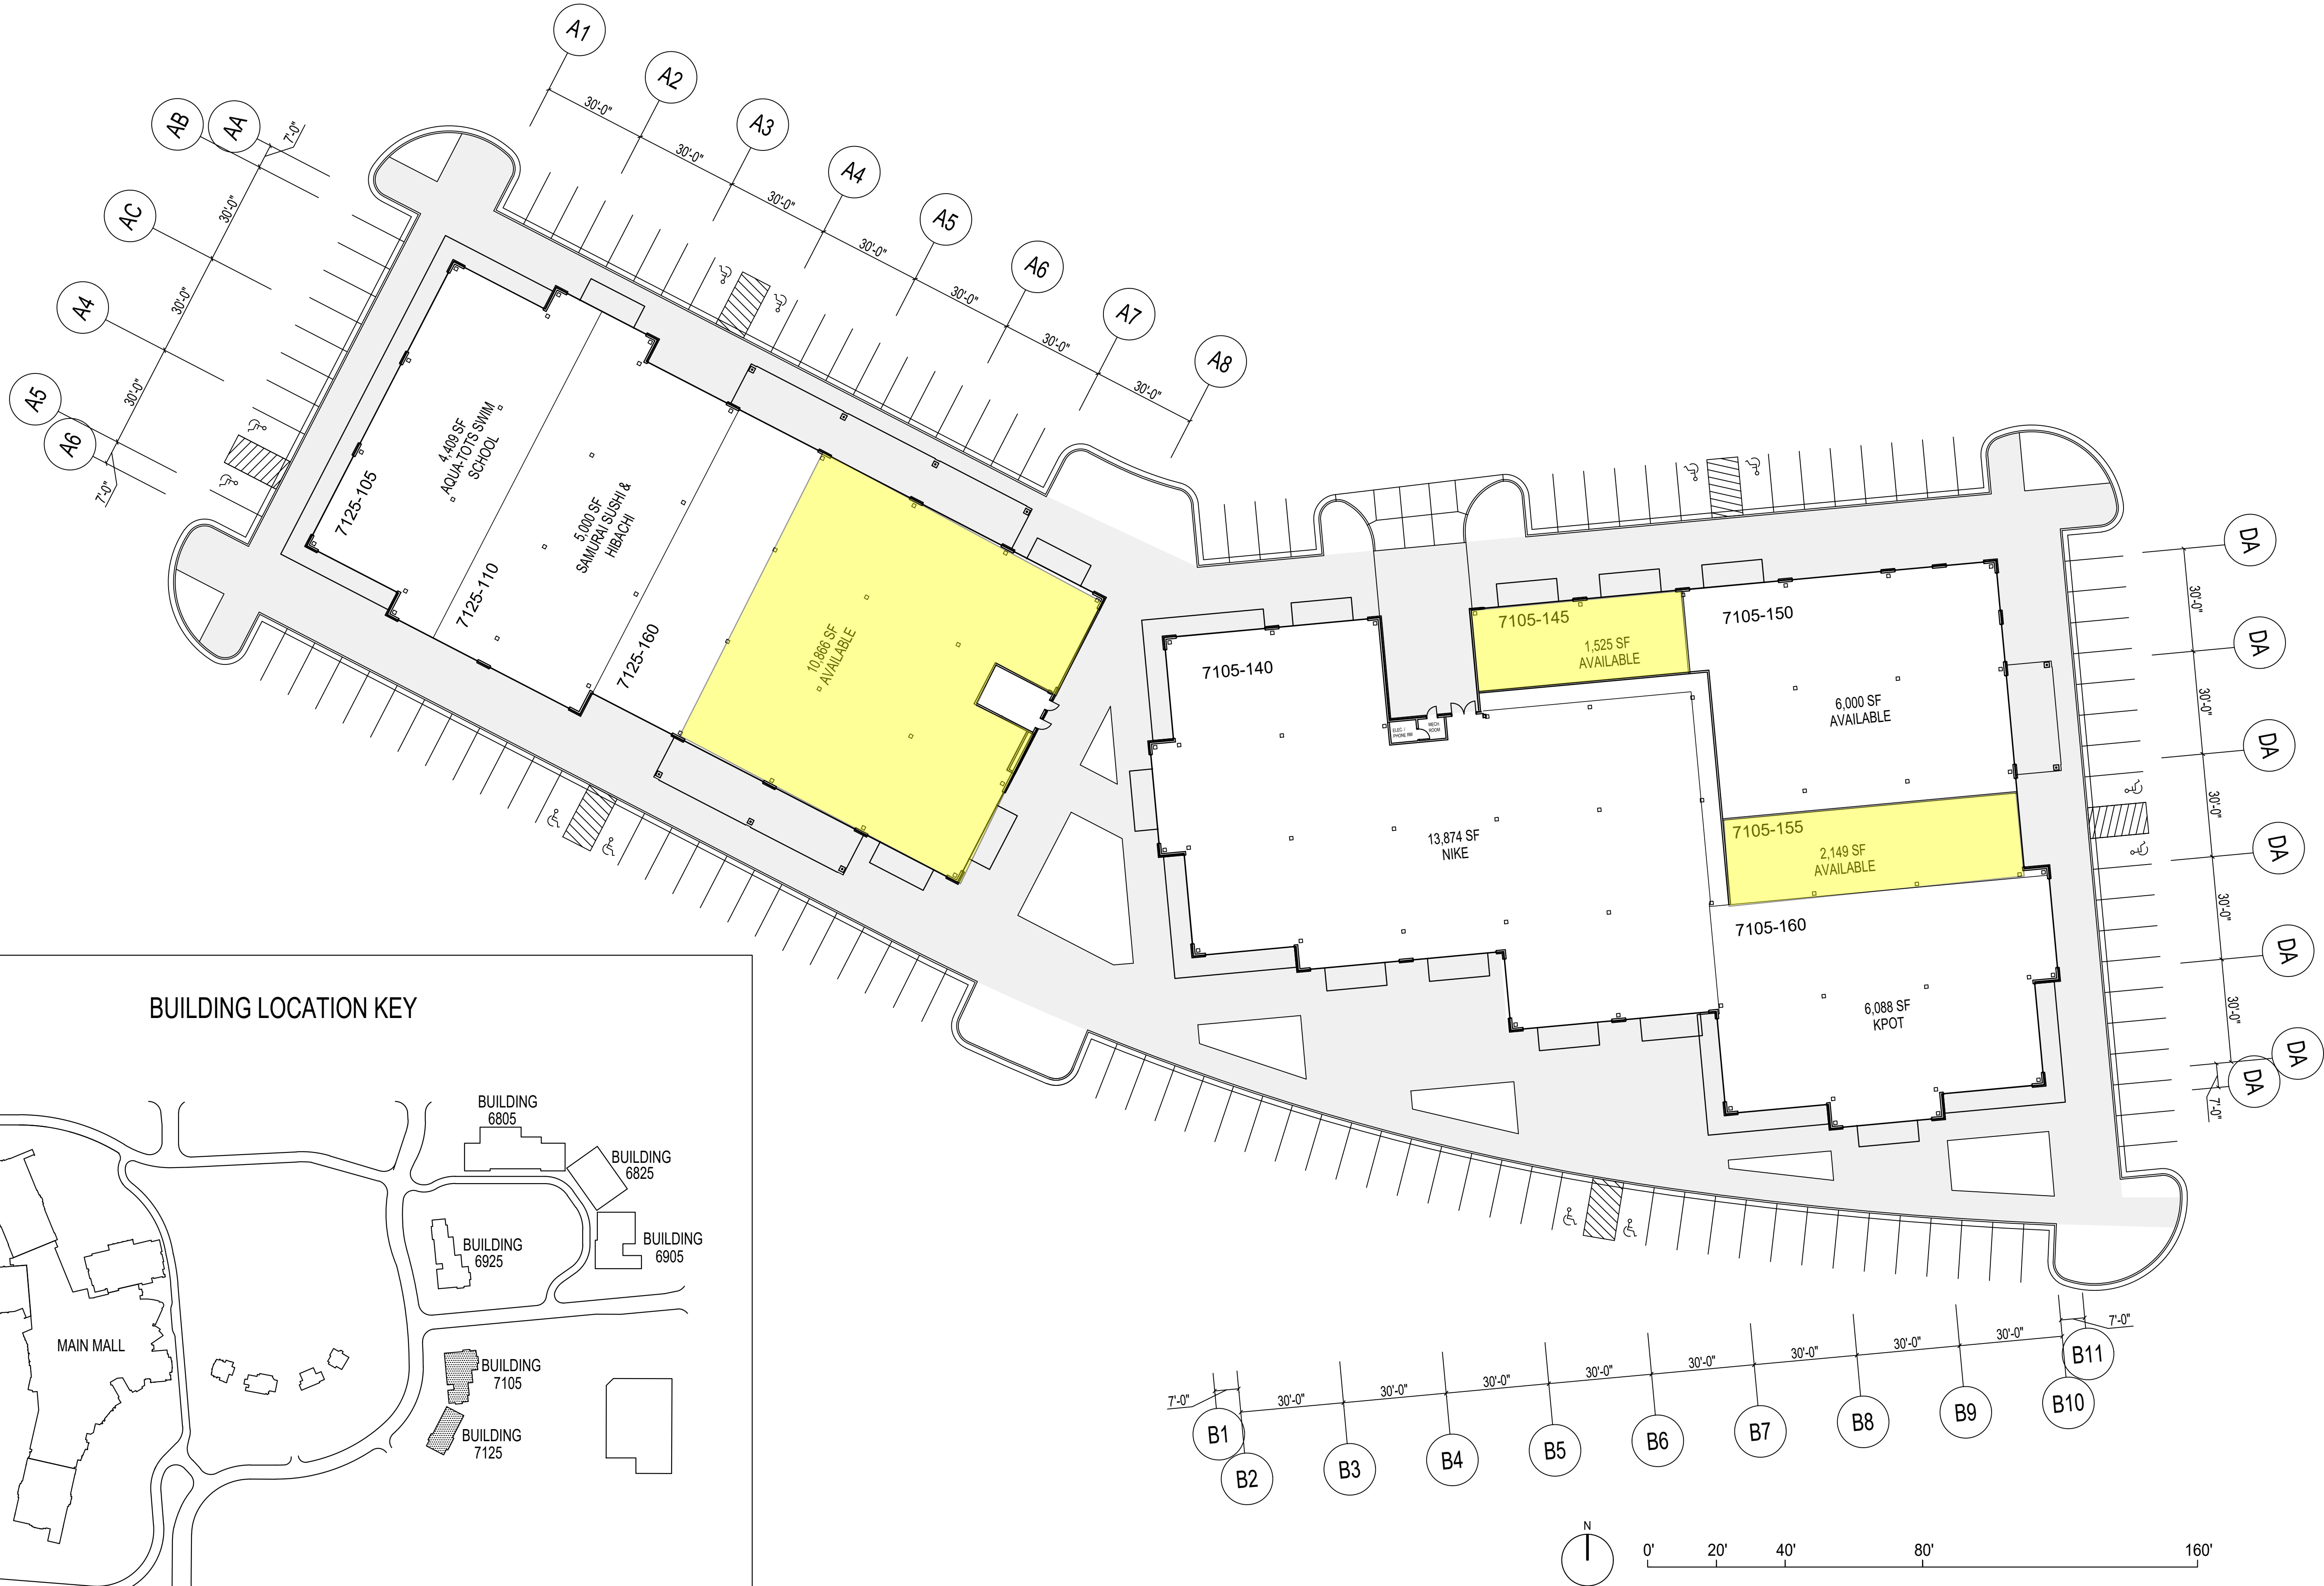 A1
A2
A3
A4
A5
A6
A7
A8
30'-0"
30'-0"
30'-0"
30'-0"
30'-0"
30'-0"
30'-0"
AB
AA
AC
A4
A5
A6
7'-0"
30'-0"
30'-0"
30'-0"
7'-0"
7125-105
4,409 SF
AQUA-TOTS SWIM
SCHOOL
7125-110
5,000 SF
SAMURAI SUSHI &
HIBACHI
7125-160
10,866 SF
AVAILABLE
7105-140
13,874 SF
NIKE
ELEC. /
PHONE RM
MECH.
ROOM
7105-145
1,525 SF
AVAILABLE
7105-150
6,000 SF
AVAILABLE
7105-155
2,149 SF
AVAILABLE
7105-160
6,088 SF
KPOT
DA
DA
DA
DA
DA
DA
DA
30'-0"
30'-0"
30'-0"
30'-0"
30'-0"
7'-0"
BUILDING LOCATION KEY
BUILDING
6805
BUILDING
6825
BUILDING
6925
BUILDING
6905
MAIN MALL
BUILDING
7105
BUILDING
7125
7'-0"
30'-0"
30'-0"
30'-0"
30'-0"
30'-0"
30'-0"
30'-0"
30'-0"
7'-0"
B1
B2
B3
B4
B5
B6
B7
B8
B9
B10
B11
N
0'
20'
40'
80'
160'